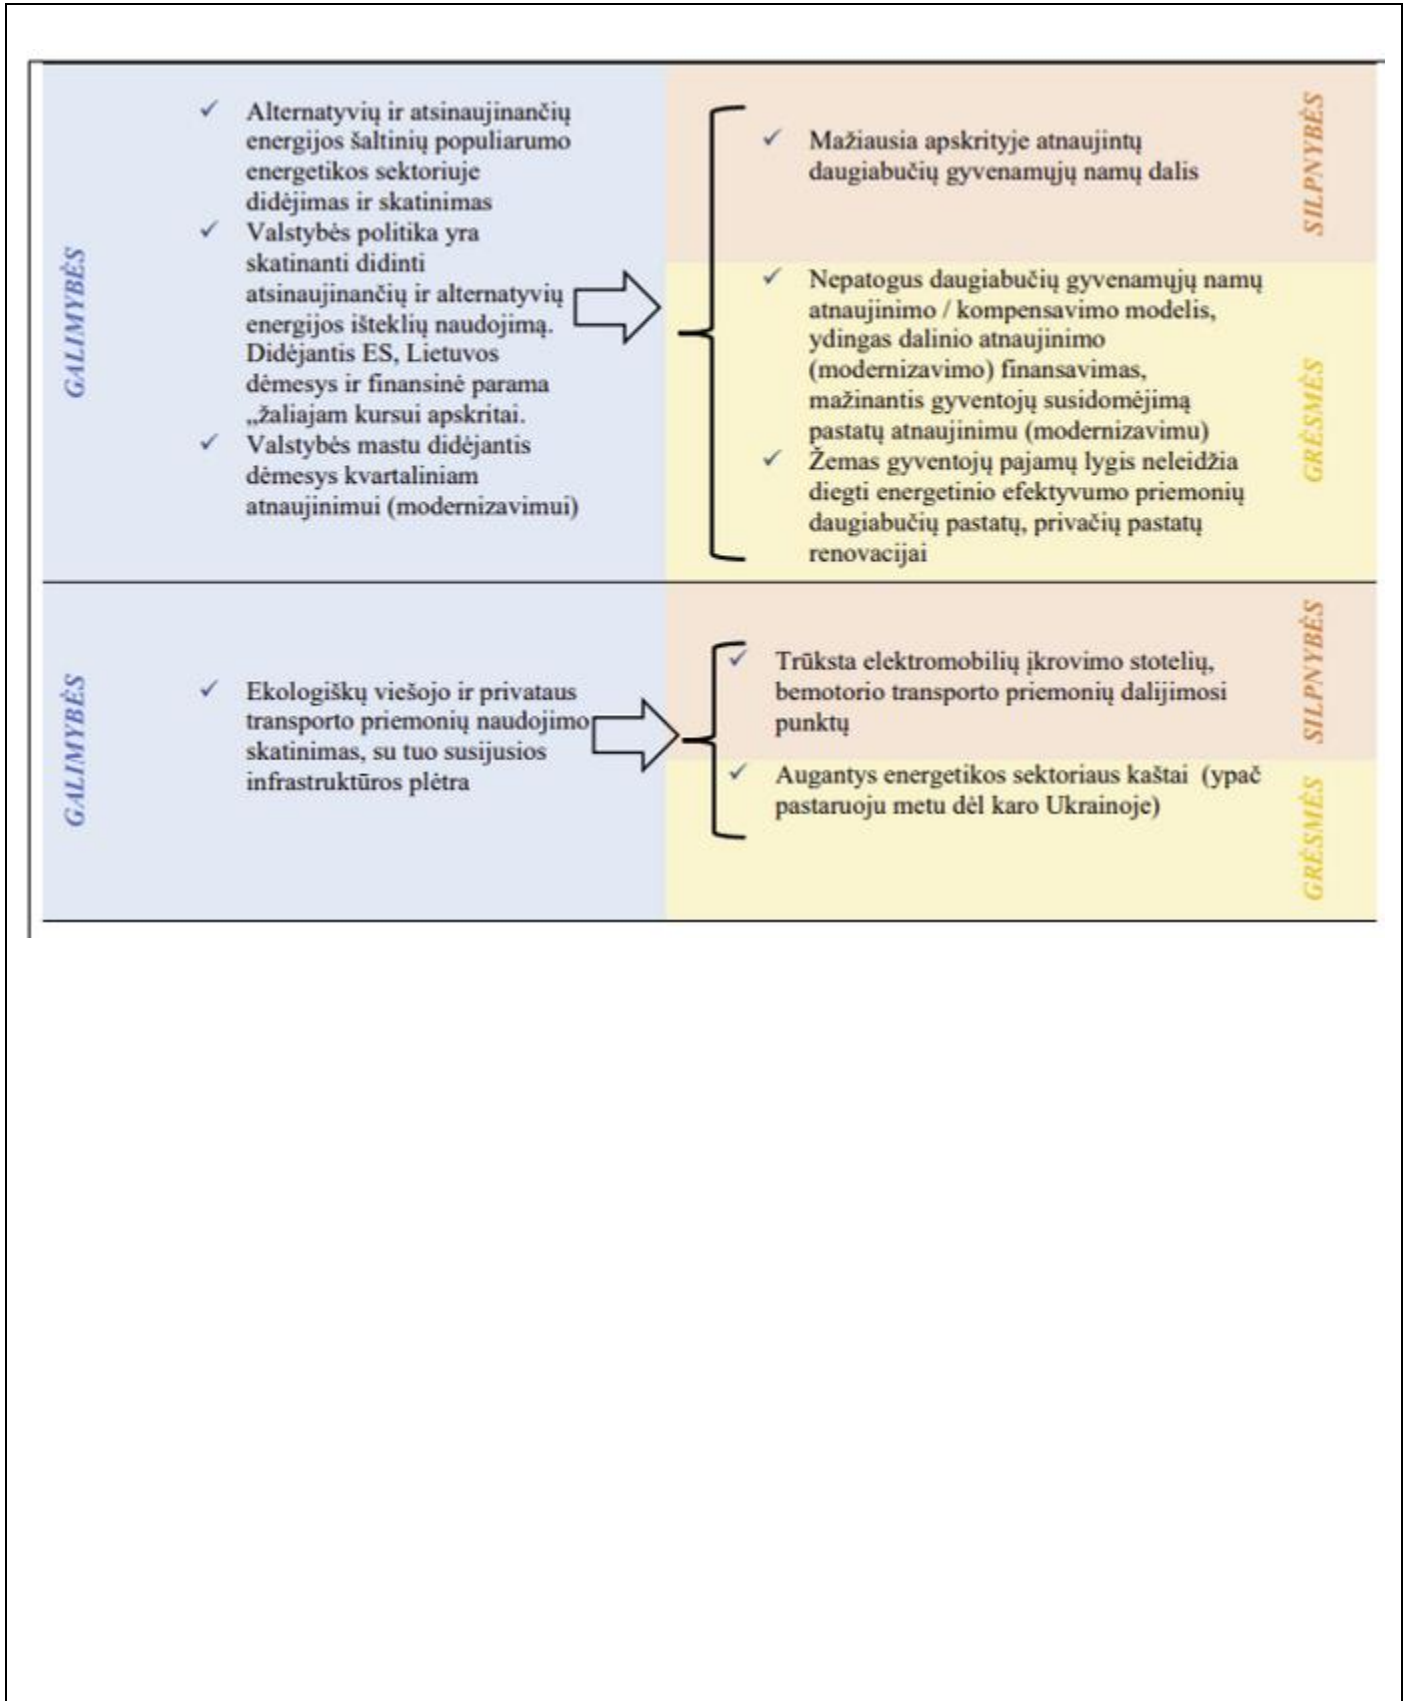 GALIMYBĖS
Alternatyvių ir atsinaujinančių
energijos šaltinių populiarumo
energetikos sektoriuje
didėjimas ir skatinimas
Valstybės politika yra
skatinanti didinti
atsinaujinančių ir alternatyvių
energijos išteklių naudojimą.
Didėjantis ES, Lietuvos
dėmesys ir finansinė parama
„žaliajam kursui apskritai.
Valstybės mastu didėjantis
dėmesys kvartaliniam
atnaujinimui (modernizavimui)
Mažiausia apskrityje atnaujintų
daugiabučių gyvenamųjų namų dalis
SILPNYBĖS
Nepatogus daugiabučių gyvenamųjų namų
atnaujinimo / kompensavimo modelis,
ydingas dalinio atnaujinimo
(modernizavimo) finansavimas,
mažinantis gyventojų susidomėjimą
pastatų atnaujinimu (modernizavimu)
Žemas gyventojų pajamų lygis neleidžia
diegti energetinio efektyvumo priemonių
daugiabučių pastatų, privačių pastatų
renovacijai
GRĖSMĖS
GALIMYBĖS
Ekologiškų viešojo ir privataus
transporto priemonių naudojimo
skatinimas, su tuo susijusios
infrastruktūros plėtra
Trūksta elektromobilių įkrovimo stotelių,
bemotorio transporto priemonių dalijimosi
punktų
SILPNYBĖS
Augantys energetikos sektoriaus kaštai (ypač
pastaruoju metu dėl karo Ukrainoje)
GRĖSMĖS